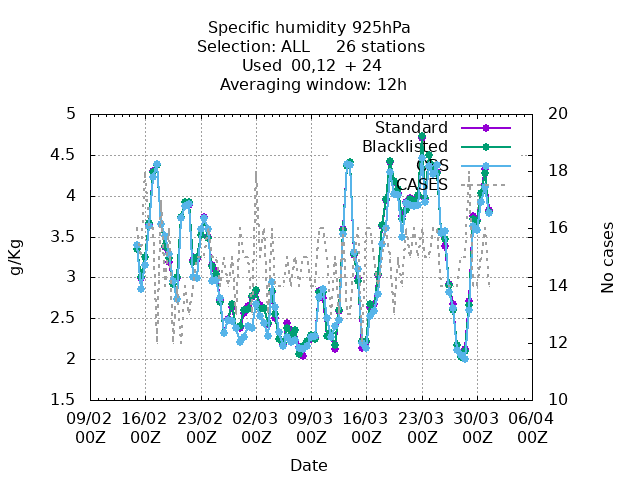 Specific humidity 925hPa
Selection: ALL 26 stations
Used 00,12 + 24
Averaging window: 12h
Standard
Blacklisted
OBS
CASES
g/Kg
5
4.5
4
3.5
3
2.5
2
1.5
No cases
20
18
16
14
12
10
09/02 16/02 23/02 02/03 09/03 16/03 23/03 30/03 06/04
00Z 00Z 00Z 00Z 00Z 00Z 00Z 00Z 00Z
Date